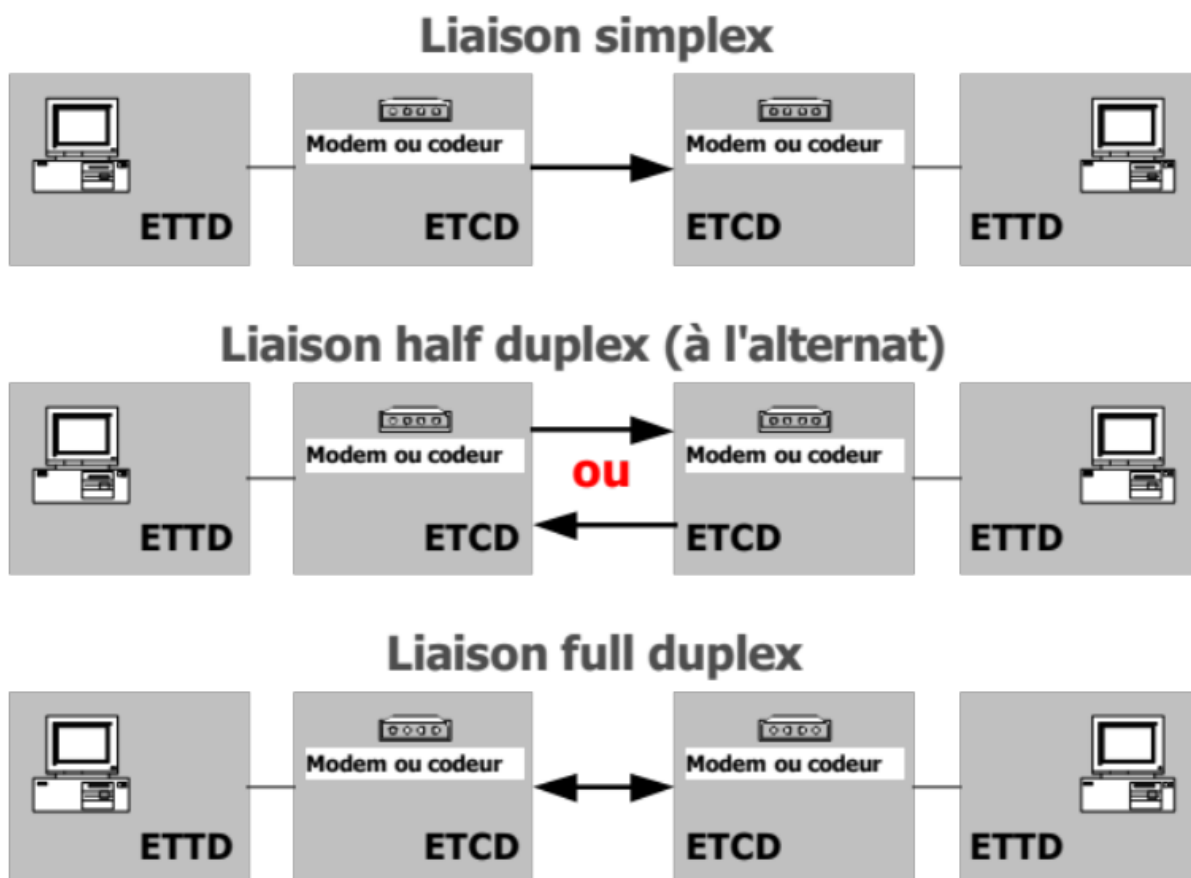 Liaison simplex
Modem ou codeur
Modem ou codeur
ETTD
ETCD
ETCD
ETTD
Liaison half duplex (à l'alternat)
Modem ou codeur
ou
Modem ou codeur
ETTD
ETCD
ETCD
ETTD
Liaison full duplex
Modem ou codeur
Modem ou codeur
ETTD
ETCD
ETCD
ETTD